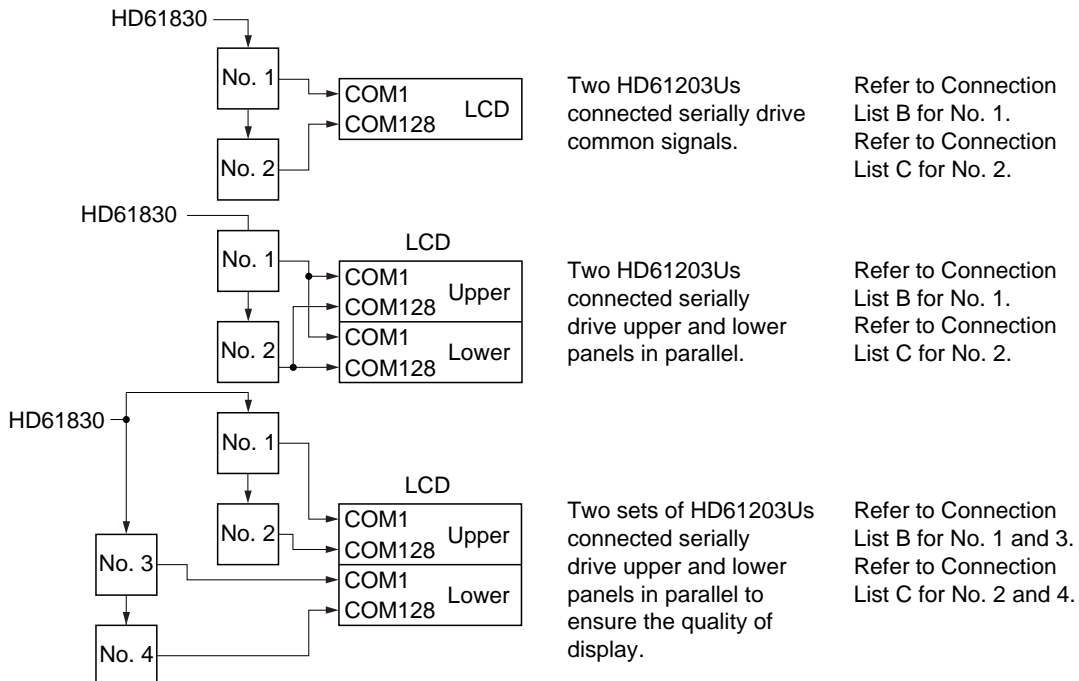 HD61830
No. 1
COM1
LCD
COM128
No. 2
Two HD61203Us
connected serially drive
common signals.
Refer to Connection
List B for No. 1.
Refer to Connection
List C for No. 2.
HD61830
No. 1
LCD
COM1
Upper
COM128
COM1
Lower
COM128
No. 2
Two HD61203Us
connected serially
drive upper and lower
panels in parallel.
Refer to Connection
List B for No. 1.
Refer to Connection
List C for No. 2.
HD61830
No. 1
LCD
No. 2
COM1
Upper
COM128
No. 3
COM1
Lower
COM128
No. 4
Two sets of HD61203Us
connected serially
drive upper and lower
panels in parallel to
ensure the quality of
display.
Refer to Connection
List B for No. 1 and 3.
Refer to Connection
List C for No. 2 and 4.